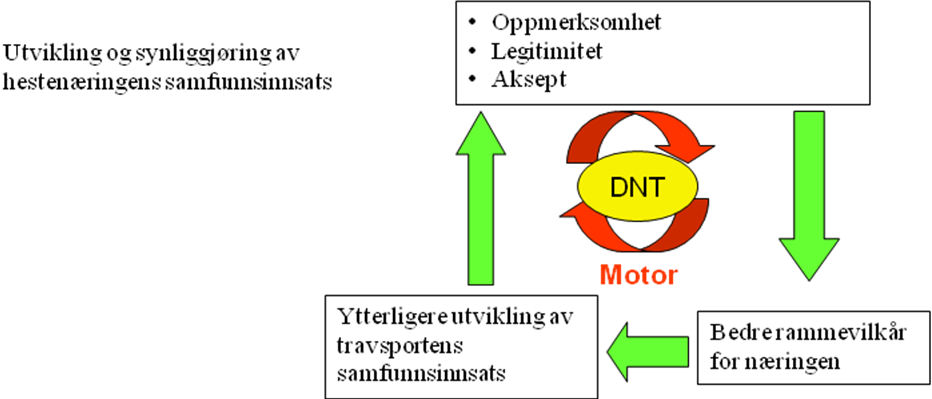 Utvikling og synliggjøring av
hestenæringens samfunnsinnsats
• Oppmerksomhet
• Legitimitet
• Aksept
DNT
Motor
Ytterligere utvikling av
travsportens
samfunnsinnsats
Bedre rammevilkår
for næringen